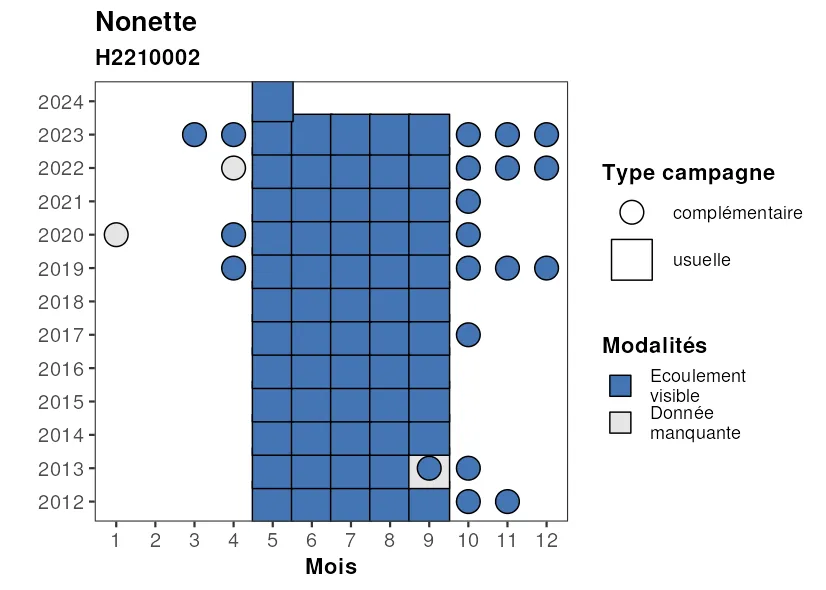 Nonette
H2210002
2024
2023
2022
2021
2020
2019
2018
2017
2016
2015
2014
2013
2012
1 2 3 4 5 6 7 8 9 10 11 12
Mois
Type campagne
complémentaire
usuelle
Modalités
Ecoulement
visible
Donnée
manquante